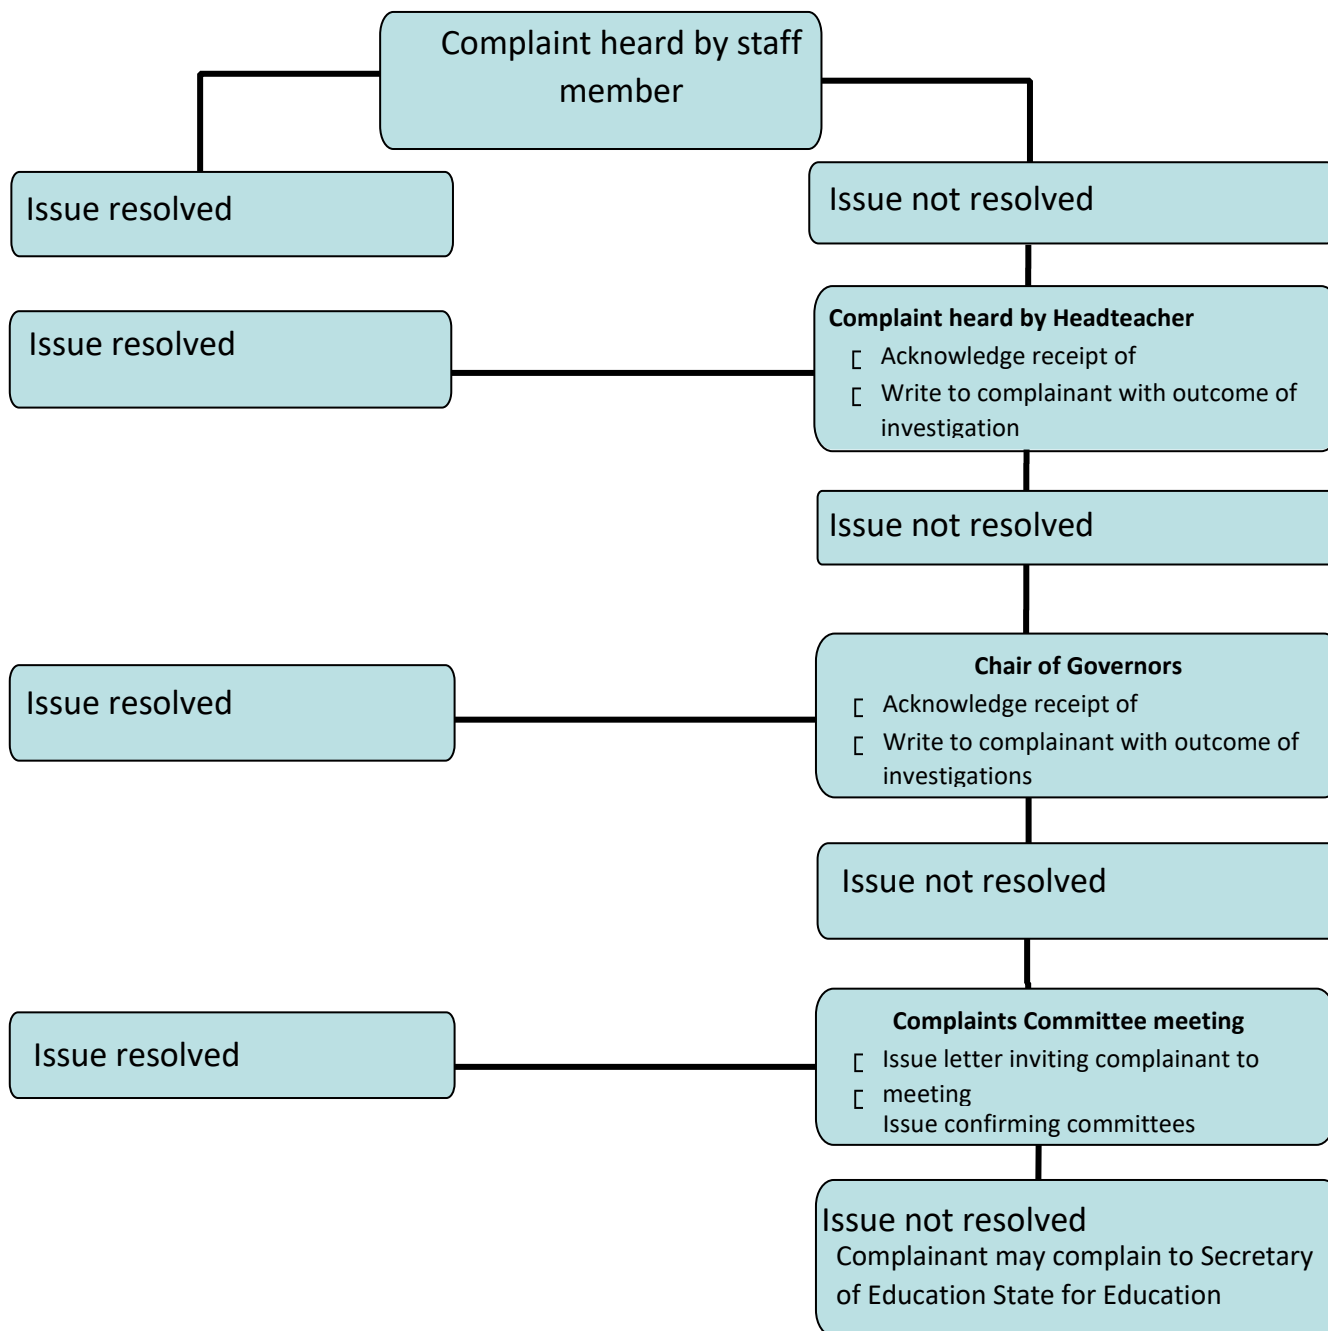 Complaint heard by staff
member
Issue resolved
Issue not resolved
Issue resolved
Complaint heard by Headteacher
Acknowledge receipt of
Write to complainant with outcome of
investigation
Issue not resolved
Issue resolved
Chair of Governors
Acknowledge receipt of
Write to complainant with outcome of
investigations
Issue not resolved
Issue resolved
Complaints Committee meeting
Issue letter inviting complainant to
meeting
Issue confirming committees
Issue not resolved
Complainant may complain to Secretary
of Education State for Education